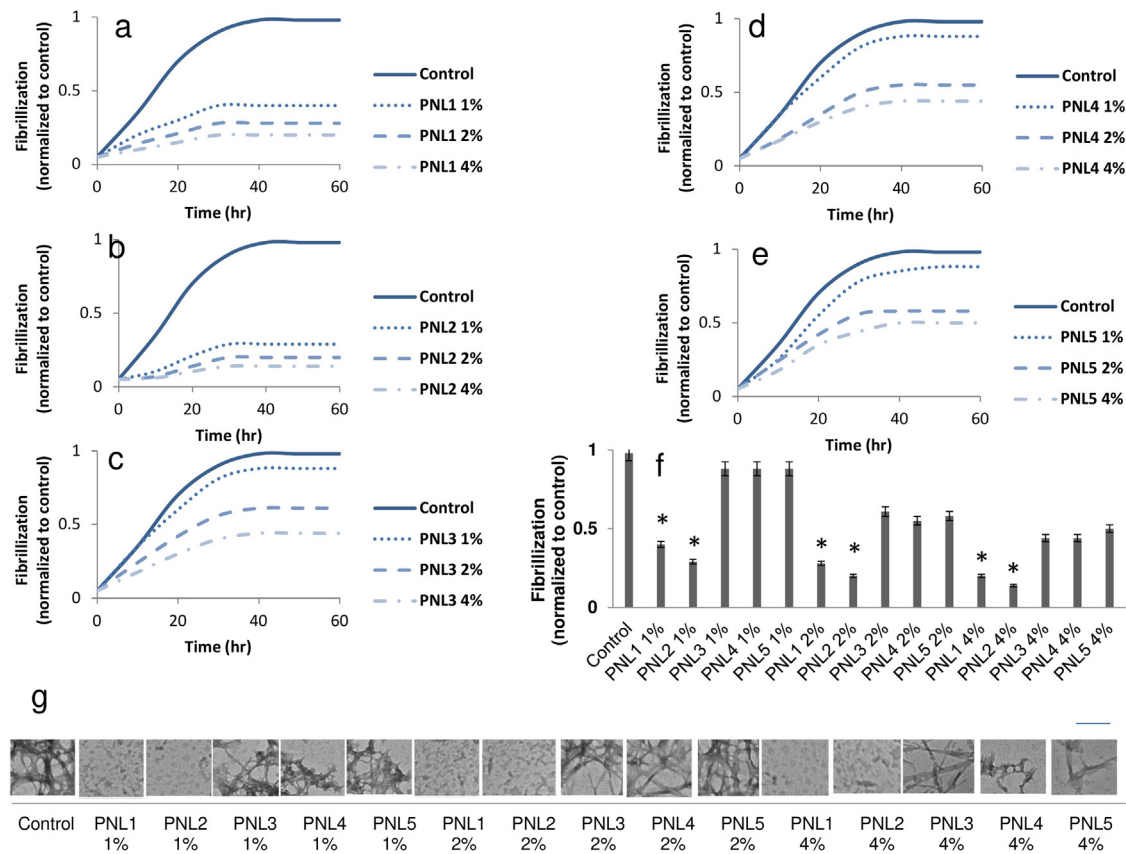 a
1
0.5
0
0
20
40
60
Fibrillization
(normalized to control)
Time (hr)
Control
PNL1 1%
PNL1 2%
PNL1 4%
b
1
0.5
0
0
20
40
60
Fibrillization
(normalized to control)
Time (hr)
Control
PNL2 1%
PNL2 2%
PNL2 4%
c
1
0.5
0
0
20
40
60
Fibrillization
(normalized to control)
Time (hr)
Control
PNL3 1%
PNL3 2%
PNL3 4%
d
1
0.5
0
0
20
40
60
Fibrillization
(normalized to control)
Time (hr)
Control
PNL4 1%
PNL4 2%
PNL4 4%
e
1
0.5
0
0
20
40
60
Fibrillization
(normalized to control)
Time (hr)
Control
PNL5 1%
PNL5 2%
PNL5 4%
f
1
0.5
0
Fibrillization
(normalized to control)
*
*
*
*
*
*
Control
PNL1 1%
PNL2 1%
PNL3 1%
PNL4 1%
PNL5 1%
PNL1 2%
PNL2 2%
PNL3 2%
PNL4 2%
PNL5 2%
PNL1 4%
PNL2 4%
PNL3 4%
PNL4 4%
PNL5 4%
g
Control
PNL1
1%
PNL2
1%
PNL3
1%
PNL4
1%
PNL5
1%
PNL1
2%
PNL2
2%
PNL3
2%
PNL4
2%
PNL5
2%
PNL1
4%
PNL2
4%
PNL3
4%
PNL4
4%
PNL5
4%